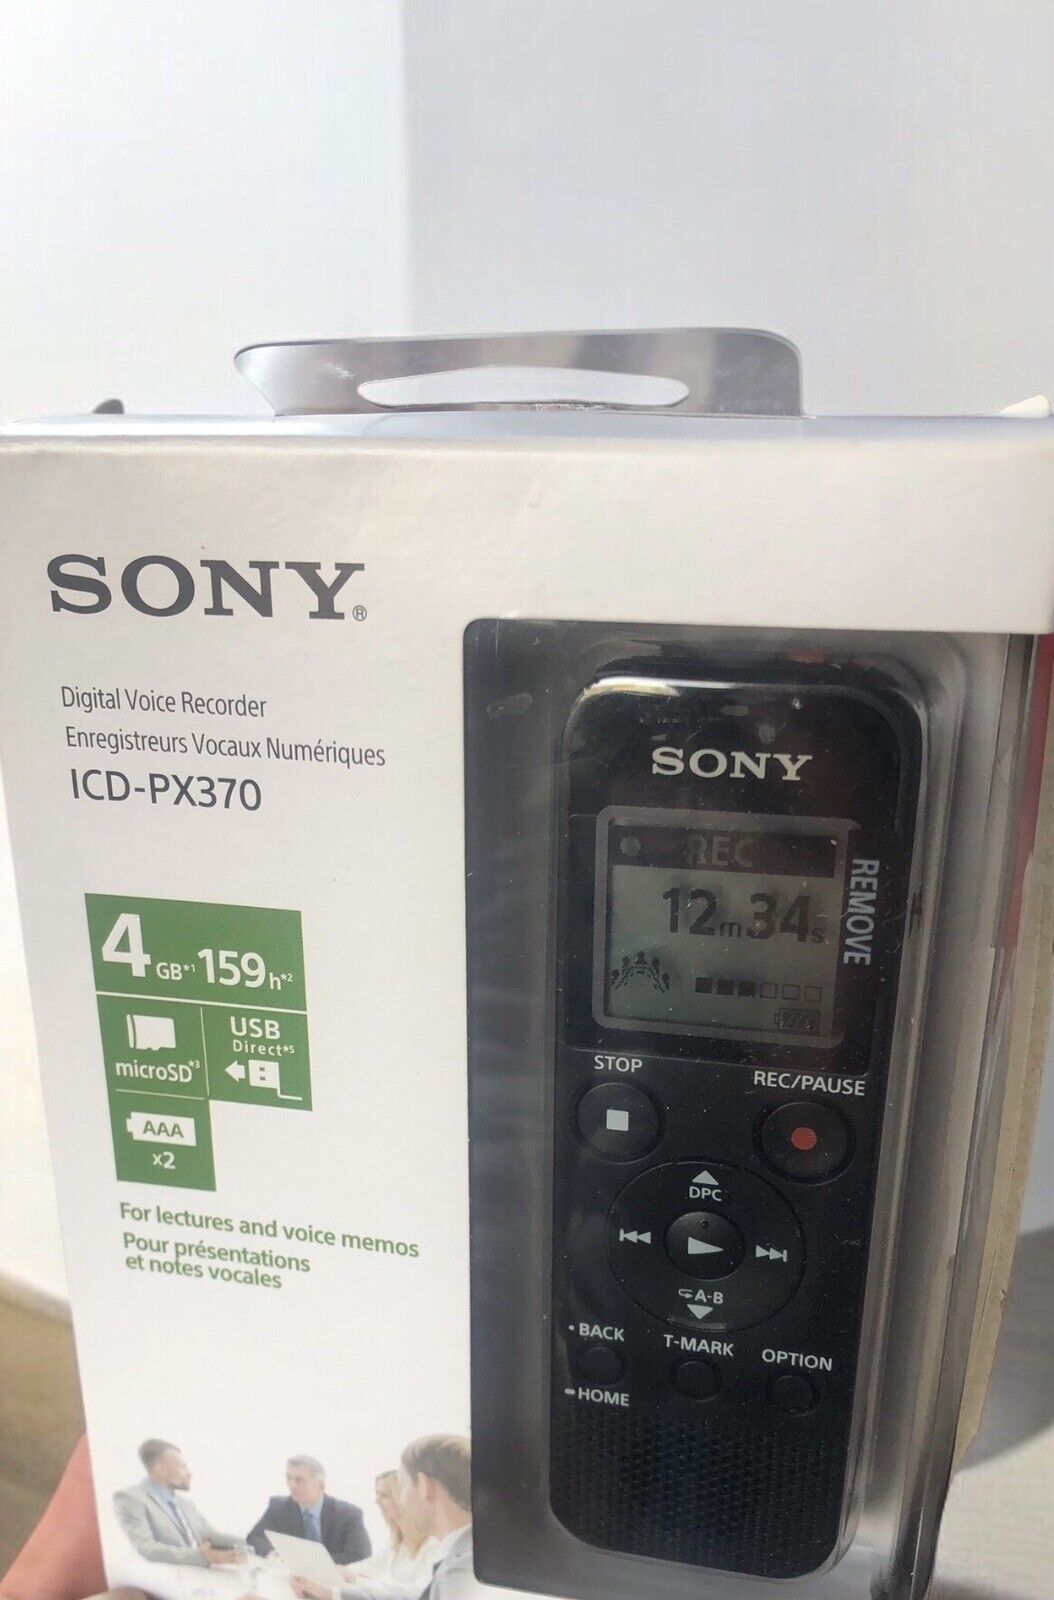 SONY®
Digital Voice Recorder
Enregistreurs Vocaux Numériques
ICD-PX370
4 GB*1 159 h*2
microSD*3
USB
Direct*5
AAA
x2
For lectures and voice memos
Pour présentations
et notes vocales
SONY
REC
12m34s
REMOVE
STOP
REC/PAUSE
DPC
A-B
BACK
T-MARK
OPTION
HOME